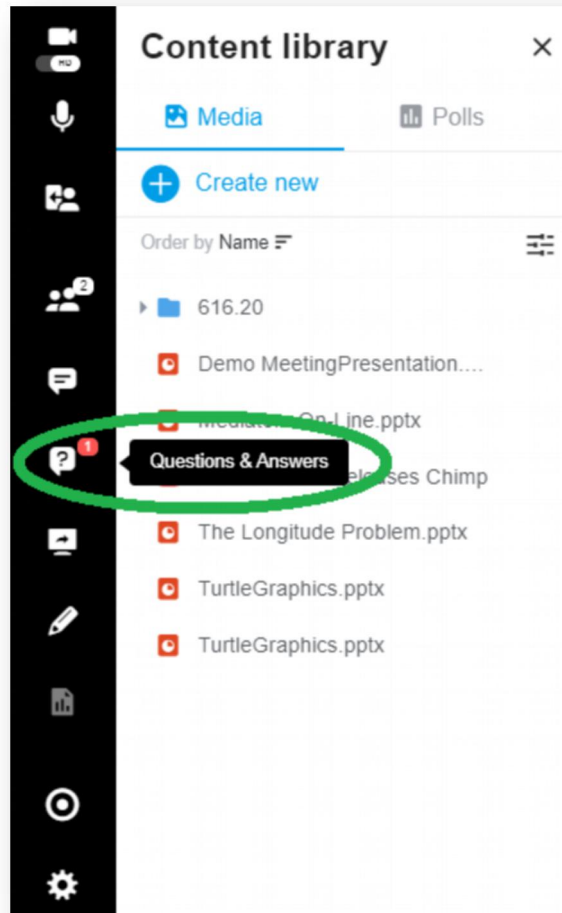 Content library
HD
Media
Polls
Create new
Order by Name
2
616.20
Demo MeetingPresentation....
On-Line.pptx
1
Questions & Answers
Chimp
The Longitude Problem.pptx
TurtleGraphics.pptx
TurtleGraphics.pptx